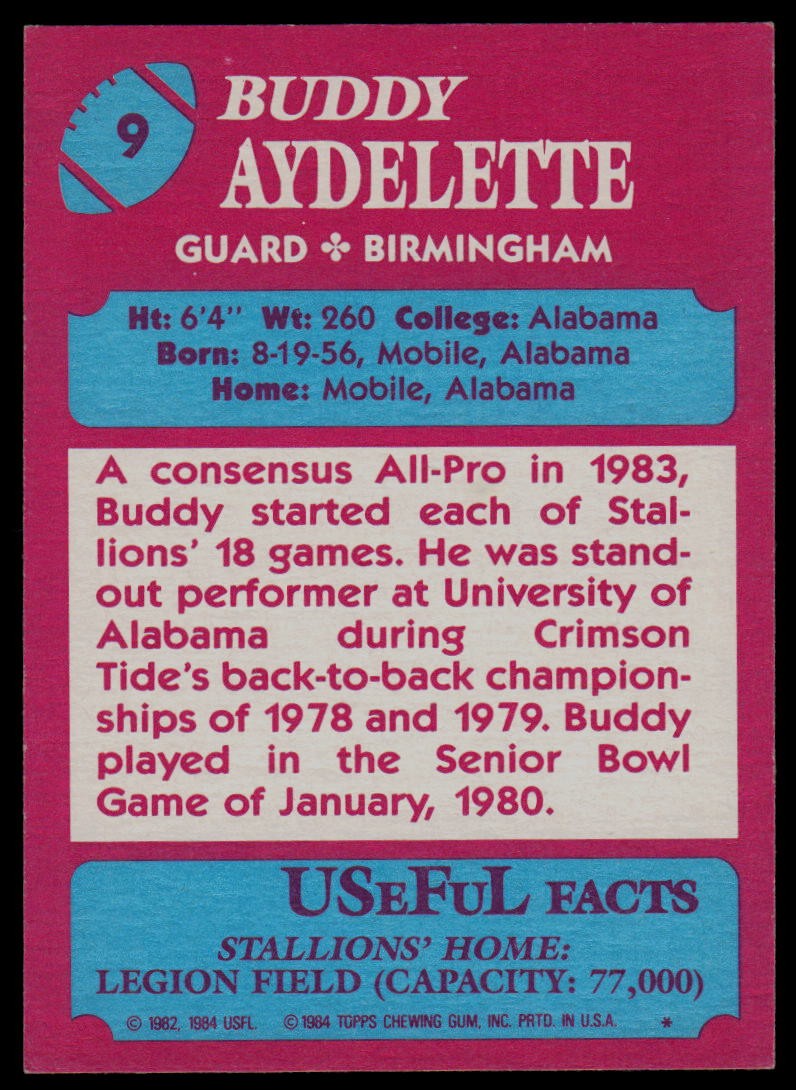 9
BUDDY
AYDELETTE
GUARD ✤ BIRMINGHAM
Ht: 6'4" Wt: 260 College: Alabama
Born: 8-19-56, Mobile, Alabama
Home: Mobile, Alabama
A consensus All-Pro in 1983,
Buddy started each of Stal-
lions' 18 games. He was stand-
out performer at University of
Alabama during Crimson
Tide's back-to-back champion-
ships of 1978 and 1979. Buddy
played in the Senior Bowl
Game of January, 1980.
USeFuL FACTS
STALLIONS' HOME:
LEGION FIELD (CAPACITY: 77,000)
© 1982, 1984 USFL. © 1984 TOPPS CHEWING GUM, INC. PRTD. IN U.S.A. *